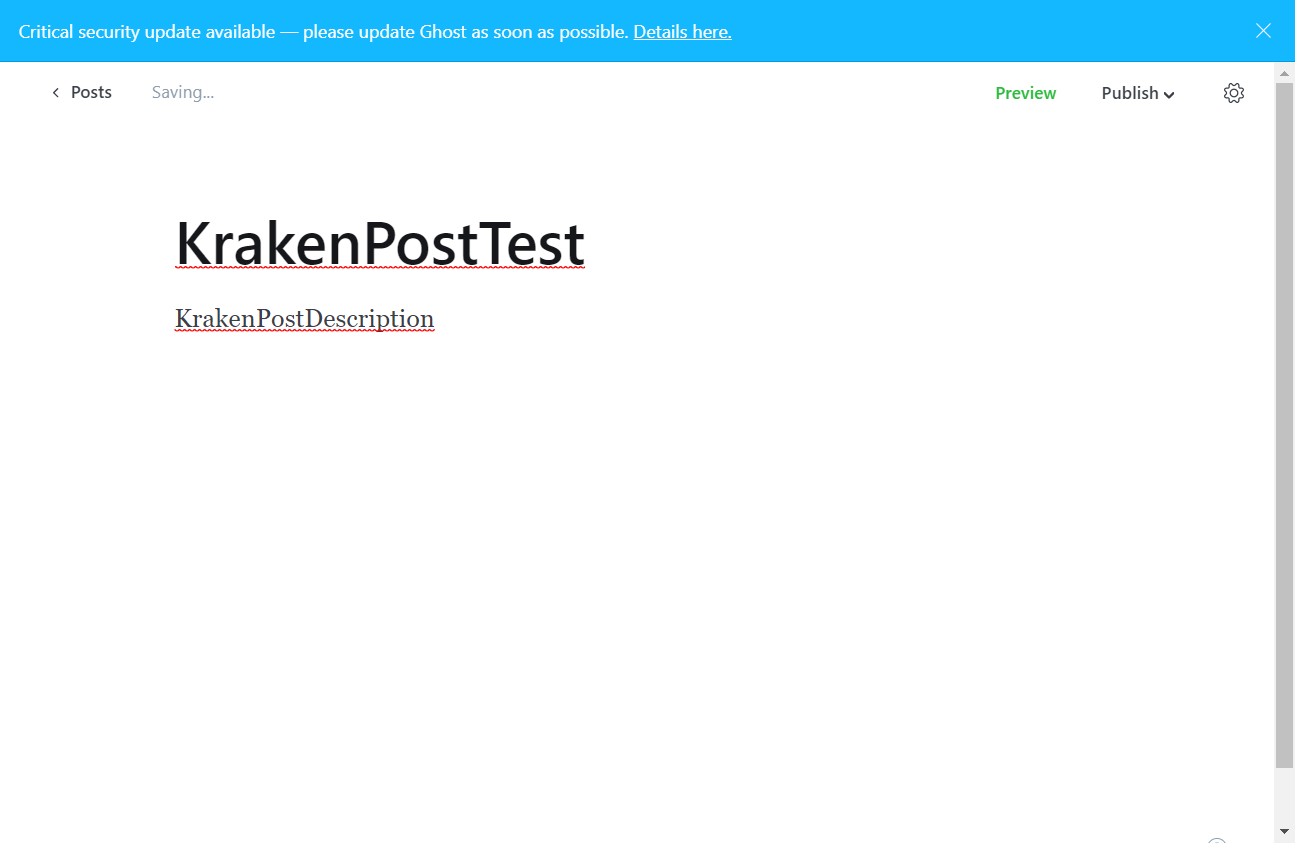 Critical security update available — please update Ghost as soon as possible. Details here.
Posts Saving... Preview Publish
KrakenPostTest
KrakenPostDescription